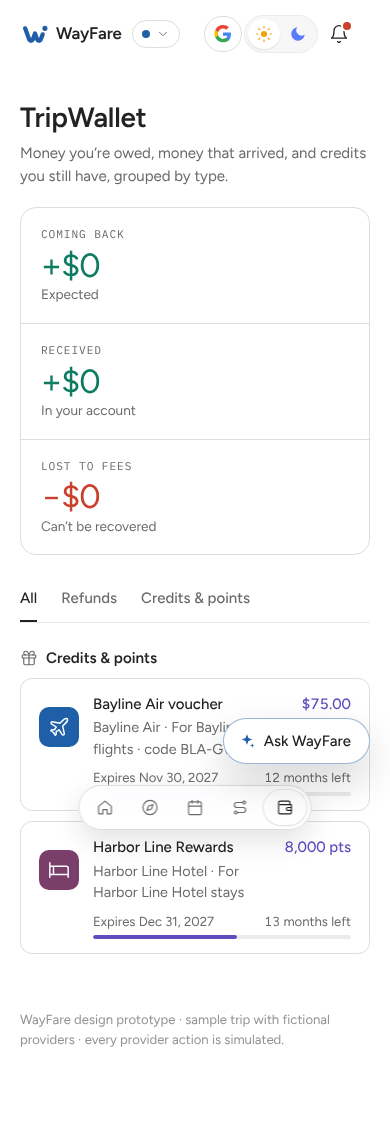 WayFare
TripWallet
Money you're owed, money that arrived, and credits
you still have, grouped by type.
COMING BACK
+$0
Expected
RECEIVED
+$0
In your account
LOST TO FEES
−$0
Can't be recovered
All Refunds Credits & points
Credits & points
Bayline Air voucher $75.00
Bayline Air · For
flights · code
Ask WayFare
Expires Nov 30, 2027 12 months left
Harbor Line Rewards 8,000 pts
Harbor Line Hotel · For
Harbor Line Hotel stays
Expires Dec 31, 2027 13 months left
WayFare design prototype · sample trip with fictional
providers · every provider action is simulated.